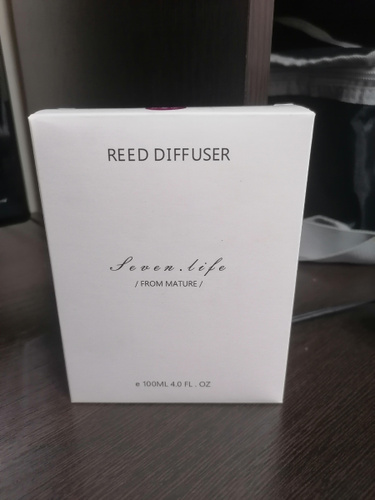 REED DIFFUSER
Seven.life
/ FROM MATURE /
e 100ML 4.0 FL . OZ